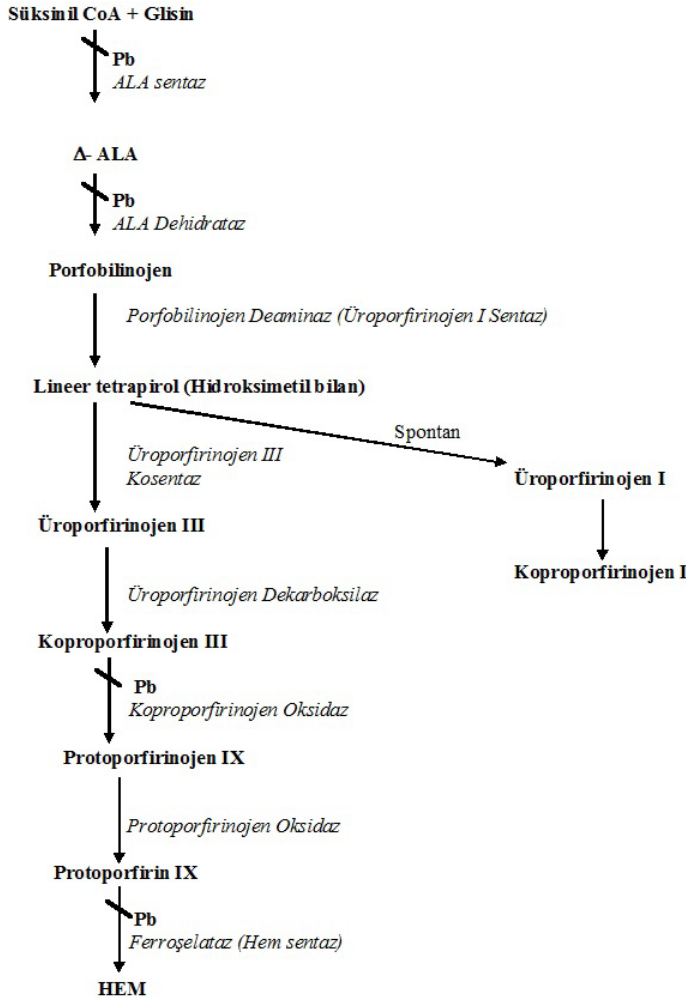 Süksinil CoA + Glisin
Pb
ALA sentaz
Δ- ALA
Pb
ALA Dehidrataz
Porfobilinojen
Porfobilinojen Deaminaz (Üroporfirinojen I Sentaz)
Lineer tetrapirol (Hidroksimetil bilan)
Spontan
Üroporfirinojen III
Kosentaz
Üroporfirinojen I
Üroporfirinojen III
Koproporfirinojen I
Üroporfirinojen Dekarboksilaz
Koproporfirinojen III
Pb
Koproporfirinojen Oksidaz
Protoporfirinojen IX
Protoporfirinojen Oksidaz
Protoporfirin IX
Pb
Ferroşelataz (Hem sentaz)
HEM